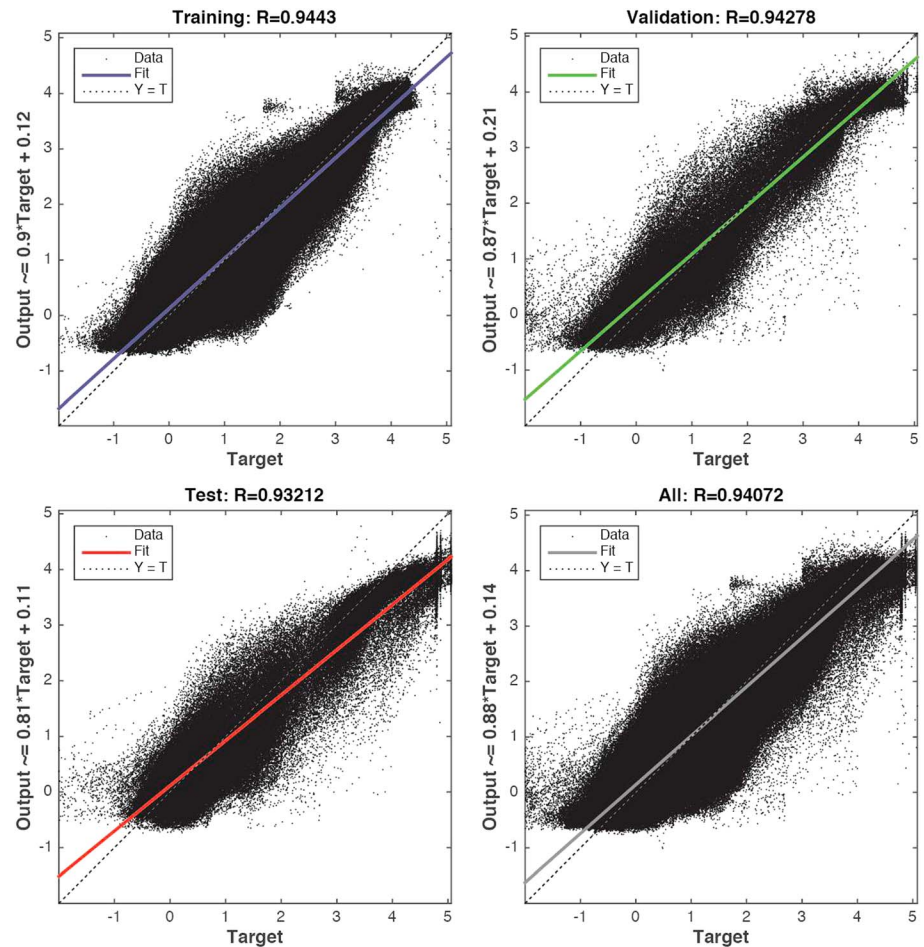 Training: R=0.9443
Data
Fit
Y = T
Output ~= 0.9*Target + 0.12
5
4
3
2
1
0
-1
-1 0 1 2 3 4 5
Target
Validation: R=0.94278
Data
Fit
Y = T
Output ~= 0.87*Target + 0.21
5
4
3
2
1
0
-1
-1 0 1 2 3 4 5
Target
Test: R=0.93212
Data
Fit
Y = T
Output ~= 0.81*Target + 0.11
5
4
3
2
1
0
-1
-1 0 1 2 3 4 5
Target
All: R=0.94072
Data
Fit
Y = T
Output ~= 0.88*Target + 0.14
5
4
3
2
1
0
-1
-1 0 1 2 3 4 5
Target